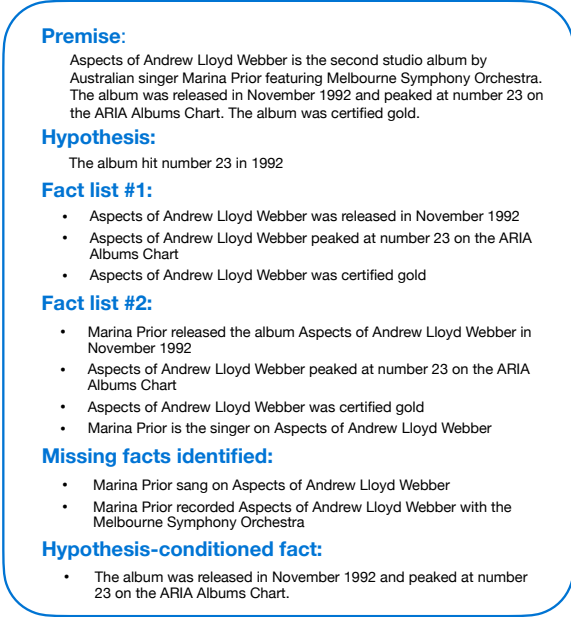 Premise:
Aspects of Andrew Lloyd Webber is the second studio album by
Australian singer Marina Prior featuring Melbourne Symphony Orchestra.
The album was released in November 1992 and peaked at number 23 on
the ARIA Albums Chart. The album was certified gold.
Hypothesis:
The album hit number 23 in 1992
Fact list #1:
• Aspects of Andrew Lloyd Webber was released in November 1992
• Aspects of Andrew Lloyd Webber peaked at number 23 on the ARIA
Albums Chart
• Aspects of Andrew Lloyd Webber was certified gold
Fact list #2:
• Marina Prior released the album Aspects of Andrew Lloyd Webber in
November 1992
• Aspects of Andrew Lloyd Webber peaked at number 23 on the ARIA
Albums Chart
• Aspects of Andrew Lloyd Webber was certified gold
• Marina Prior is the singer on Aspects of Andrew Lloyd Webber
Missing facts identified:
• Marina Prior sang on Aspects of Andrew Lloyd Webber
• Marina Prior recorded Aspects of Andrew Lloyd Webber with the
Melbourne Symphony Orchestra
Hypothesis-conditioned fact:
• The album was released in November 1992 and peaked at number
23 on the ARIA Albums Chart.